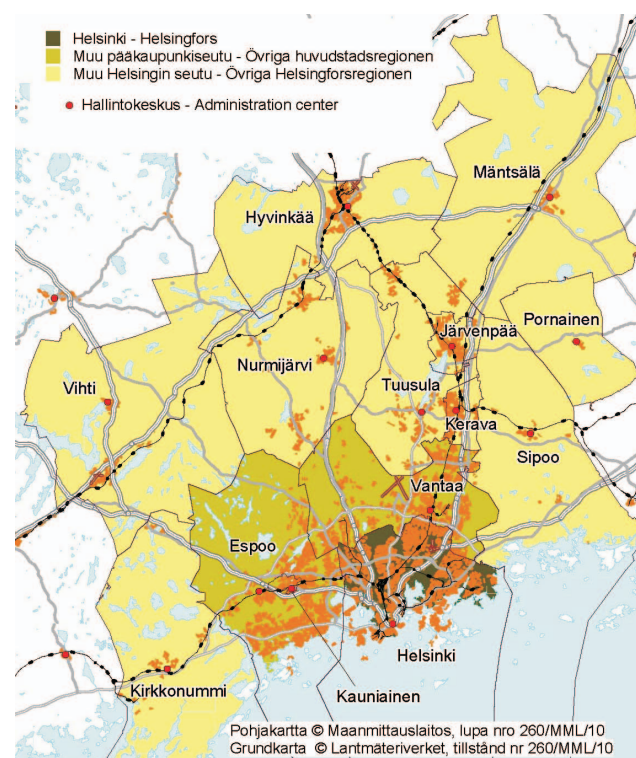 Helsinki - Helsingfors
Muu pääkaupunkiseutu - Övriga huvudstadsregionen
Muu Helsingin seutu - Övriga Helsingforsregionen
Hallintokeskus - Administration center
Mäntsälä
Hyvinkää
Pornainen
Järvenpää
Nurmijärvi
Tuusula
Vihti
Kerava
Sipoo
Vantaa
Espoo
Helsinki
Kirkkonummi
Kauniainen
Pohjakartta © Maanmittauslaitos, lupa nro 260/MML/10
Grundkarta © Lantmäteriverket, tillstånd nr 260/MML/10